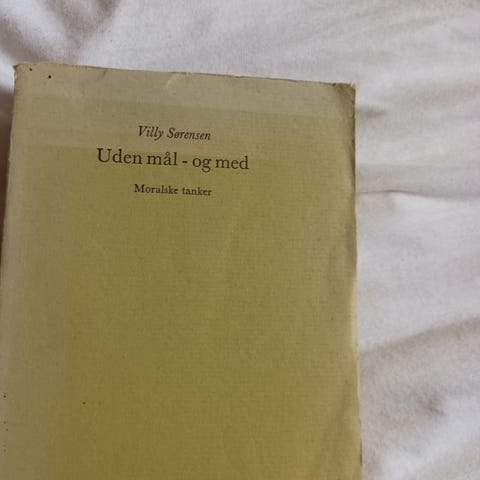 Villy Sørensen
Uden mål - og med
Moralske tanker